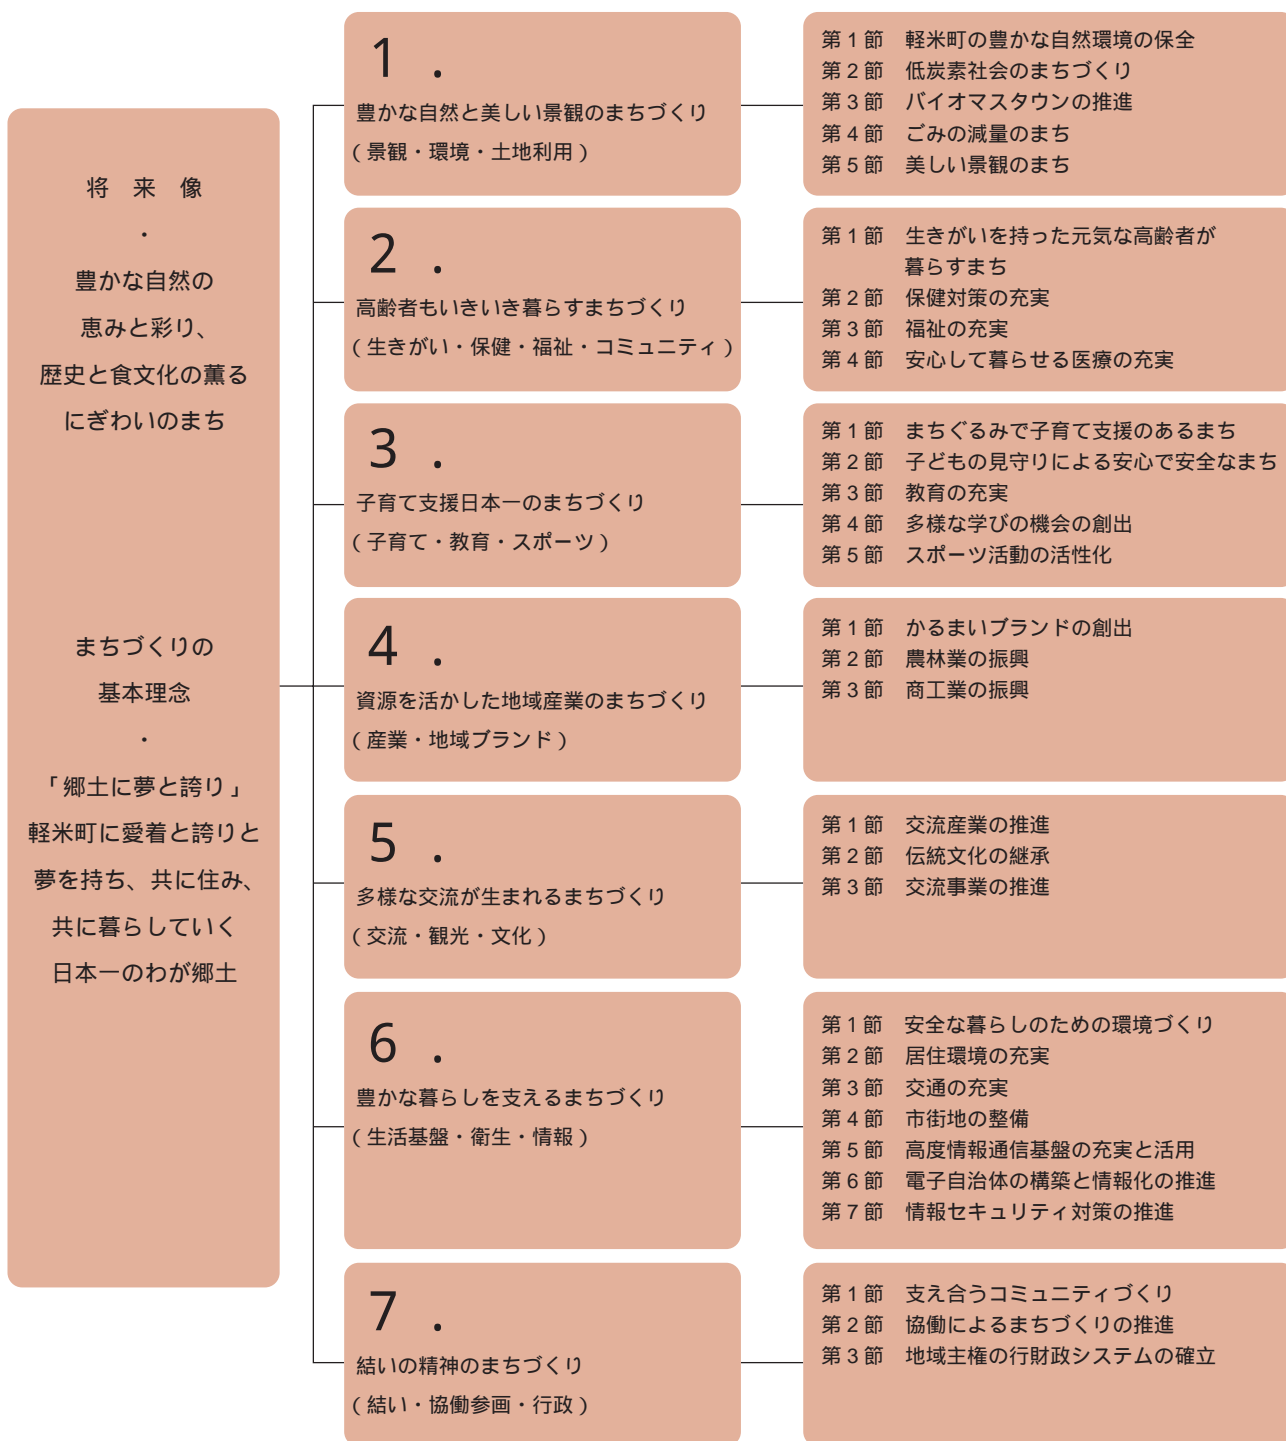 将　来　像
・
豊かな自然の
恵みと彩り、
歴史と食文化の薫る
にぎわいのまち
まちづくりの
基本理念
・
「郷土に夢と誇り」
軽米町に愛着と誇りと
夢を持ち、共に住み、
共に暮らしていく
日本一のわが郷土
1．
豊かな自然と美しい景観のまちづくり
（景観・環境・土地利用）
第1節　軽米町の豊かな自然環境の保全
第2節　低炭素社会のまちづくり
第3節　バイオマスタウンの推進
第4節　ごみの減量のまち
第5節　美しい景観のまち
2．
高齢者もいきいき暮らすまちづくり
（生きがい・保健・福祉・コミュニティ）
第1節　生きがいを持った元気な高齢者が
暮らすまち
第2節　保健対策の充実
第3節　福祉の充実
第4節　安心して暮らせる医療の充実
3．
子育て支援日本一のまちづくり
（子育て・教育・スポーツ）
第1節　まちぐるみで子育て支援のあるまち
第2節　子どもの見守りによる安心で安全なまち
第3節　教育の充実
第4節　多様な学びの機会の創出
第5節　スポーツ活動の活性化
4．
資源を活かした地域産業のまちづくり
（産業・地域ブランド）
第1節　かるまいブランドの創出
第2節　農林業の振興
第3節　商工業の振興
5．
多様な交流が生まれるまちづくり
（交流・観光・文化）
第1節　交流産業の推進
第2節　伝統文化の継承
第3節　交流事業の推進
6．
豊かな暮らしを支えるまちづくり
（生活基盤・衛生・情報）
第1節　安全な暮らしのための環境づくり
第2節　居住環境の充実
第3節　交通の充実
第4節　市街地の整備
第5節　高度情報通信基盤の充実と活用
第6節　電子自治体の構築と情報化の推進
第7節　情報セキュリティ対策の推進
7．
結いの精神のまちづくり
（結い・協働参画・行政）
第1節　支え合うコミュニティづくり
第2節　協働によるまちづくりの推進
第3節　地域主権の行財政システムの確立